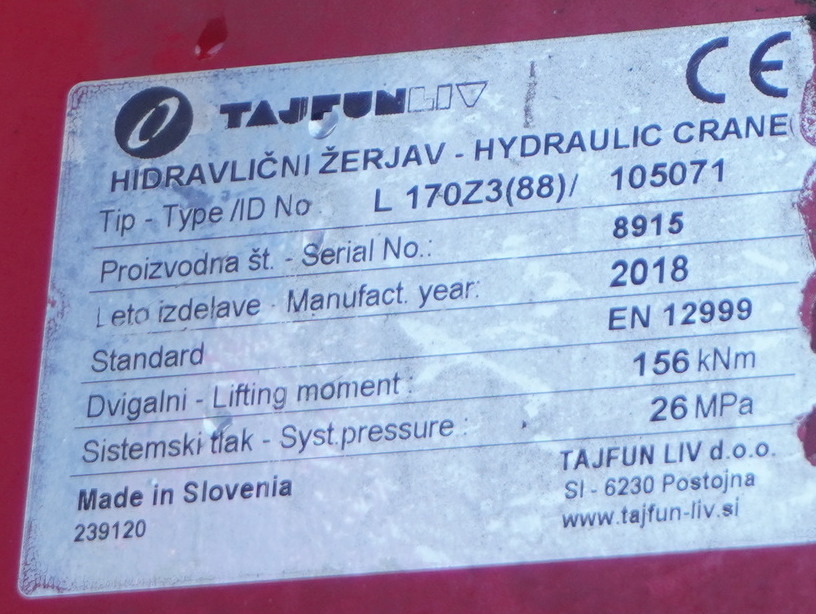 TAJFUN LIV CE
HIDRAVLIČNI ŽERJAV - HYDRAULIC CRANE
Tip - Type /ID No L 170Z3(88)/ 105071
Proizvodna št. - Serial No.: 8915
Leto izdelave - Manufact. year: 2018
Standard EN 12999
Dvigalni - Lifting moment : 156 kNm
Sistemski tlak - Syst.pressure : 26 MPa
Made in Slovenia
239120
TAJFUN LIV d.o.o.
SI - 6230 Postojna
www.tajfun-liv.si